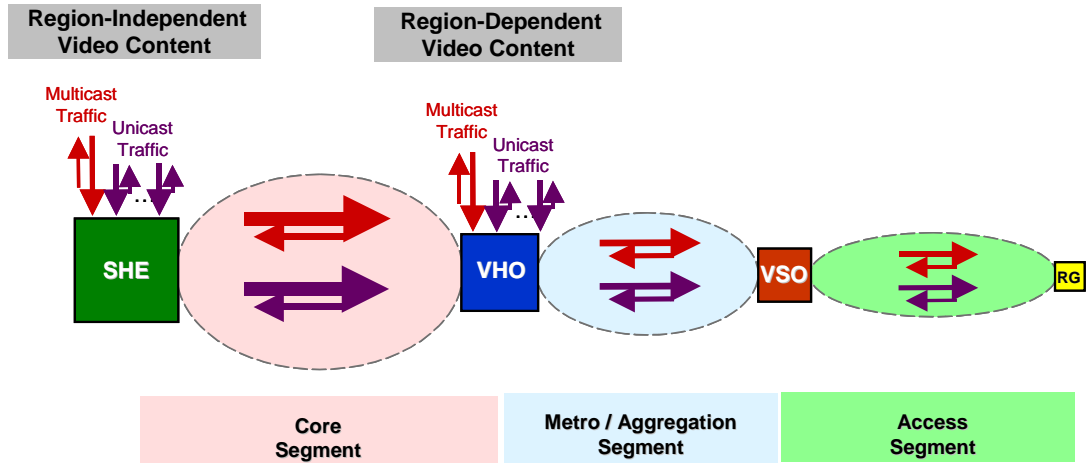 Region-Independent
Video Content
Region-Dependent
Video Content
Multicast
Traffic
Unicast
Traffic
...
...
Multicast
Traffic
Unicast
Traffic
...
...
SHE
VHO
VSO
RG
Core
Segment
Metro / Aggregation
Segment
Access
Segment